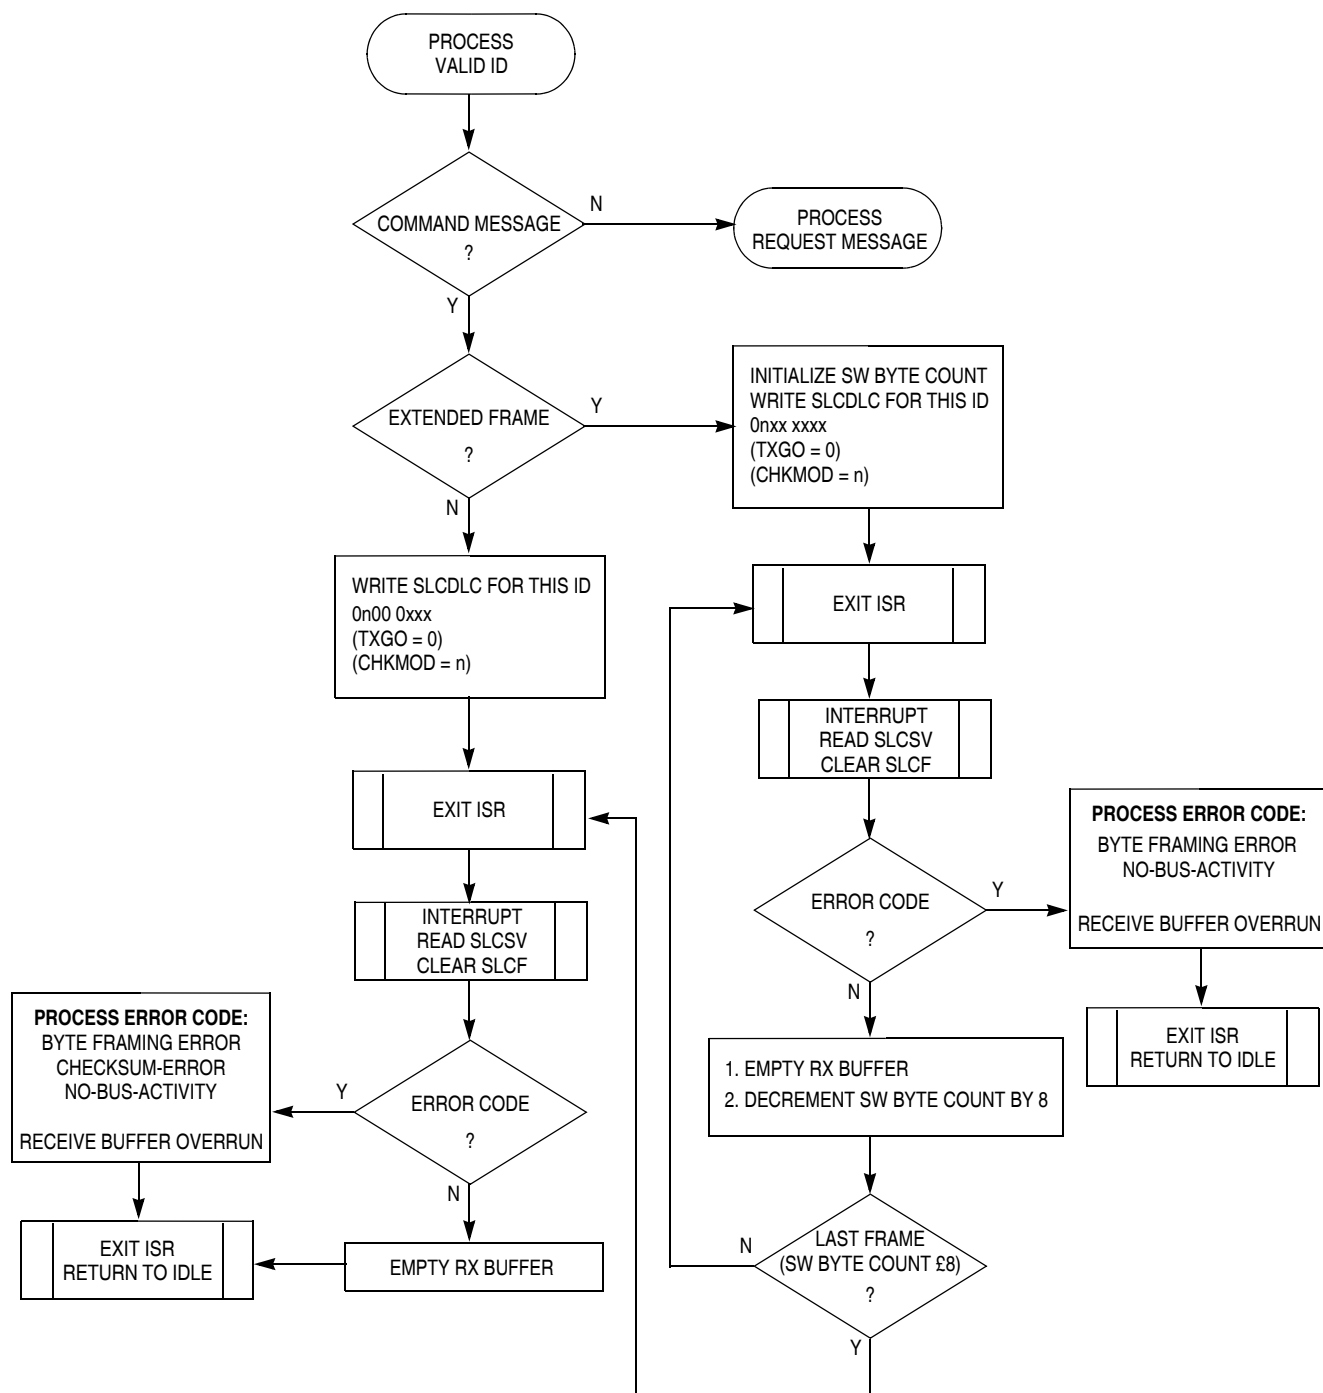 PROCESS
VALID ID
COMMAND MESSAGE
?
N
PROCESS
REQUEST MESSAGE
Y
EXTENDED FRAME
?
Y
INITIALIZE SW BYTE COUNT
WRITE SLCDLC FOR THIS ID
0nxx xxxx
(TXGO = 0)
(CHKMOD = n)
N
WRITE SLCDLC FOR THIS ID
0n00 0xxx
(TXGO = 0)
(CHKMOD = n)
EXIT ISR
INTERRUPT
READ SLCSV
CLEAR SLCF
EXIT ISR
INTERRUPT
READ SLCSV
CLEAR SLCF
ERROR CODE
?
Y
PROCESS ERROR CODE:
BYTE FRAMING ERROR
NO-BUS-ACTIVITY
RECEIVE BUFFER OVERRUN
EXIT ISR
RETURN TO IDLE
N
1. EMPTY RX BUFFER
2. DECREMENT SW BYTE COUNT BY 8
PROCESS ERROR CODE:
BYTE FRAMING ERROR
CHECKSUM-ERROR
NO-BUS-ACTIVITY
RECEIVE BUFFER OVERRUN
Y
ERROR CODE
?
N
EXIT ISR
RETURN TO IDLE
EMPTY RX BUFFER
N
LAST FRAME
(SW BYTE COUNT £8)
?
Y